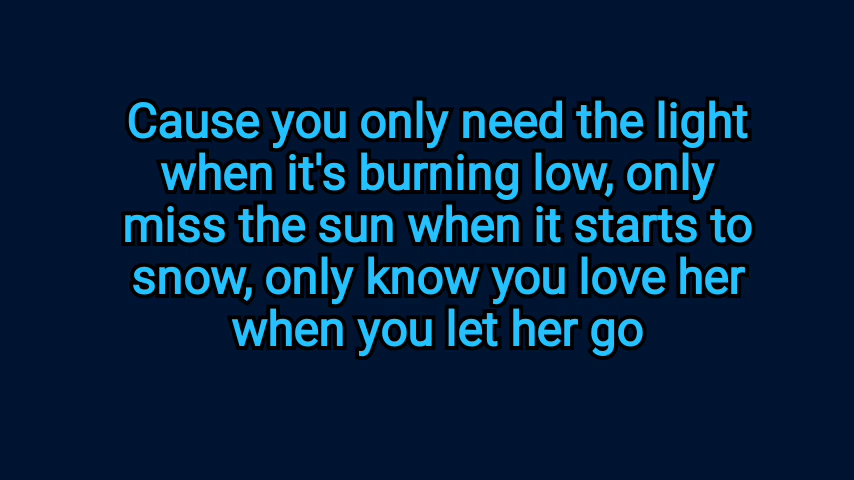 Cause you only need the light
when it's burning low, only
miss the sun when it starts to
snow, only know you love her
when you let her go